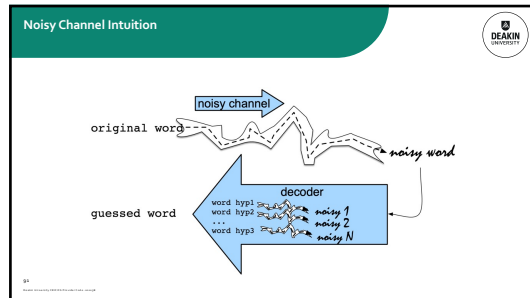 Noisy Channel Intuition
DEAKIN
UNIVERSITY
noisy channel
original word
noisy word
decoder
word hyp1 noisy 1
word hyp2 noisy 2
...
word hyp3 noisy N
guessed word